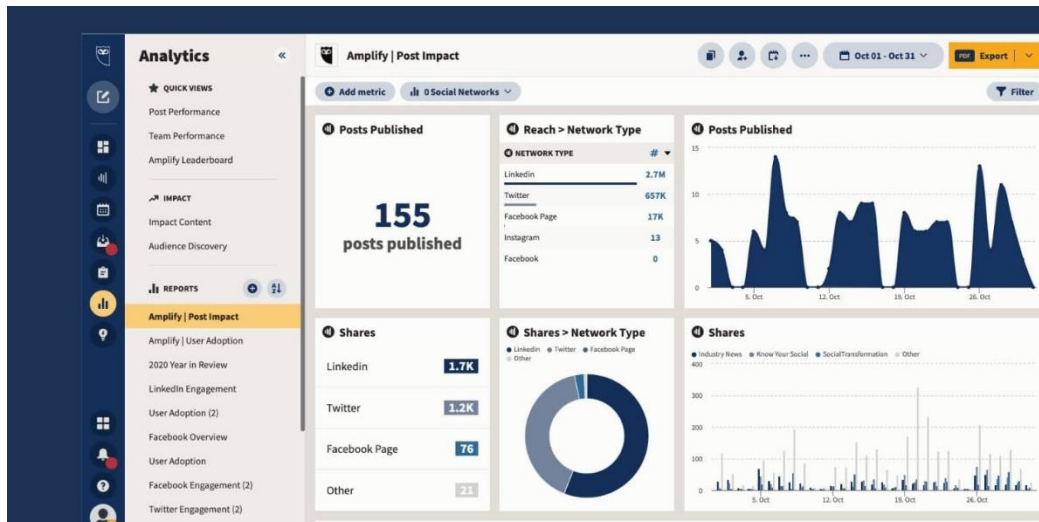 Analytics
«
QUICK VIEWS
Post Performance
Team Performance
Amplify Leaderboard
IMPACT
Impact Content
Audience Discovery
REPORTS
Amplify | Post Impact
Amplify | User Adoption
2020 Year in Review
LinkedIn Engagement
User Adoption (2)
Facebook Overview
User Adoption
Facebook Engagement (2)
Twitter Engagement (2)
Amplify | Post Impact
Oct 01 - Oct 31
PDF Export
Add metric
0 Social Networks
Filter
Posts Published
155
posts published
Reach > Network Type
NETWORK TYPE #
Linkedin 2.7M
Twitter 657K
Facebook Page 17K
Instagram 13
Facebook 0
Posts Published
15
10
5
0
5. Oct 12. Oct 19. Oct 26. Oct
Shares
Linkedin 1.7K
Twitter 1.2K
Facebook Page 76
Other 21
Shares > Network Type
Linkedin Twitter Facebook Page
Other
Shares
Industry News Know Your Social SocialTransformation Other
400
300
200
100
0
5. Oct 12. Oct 19. Oct 26. Oct